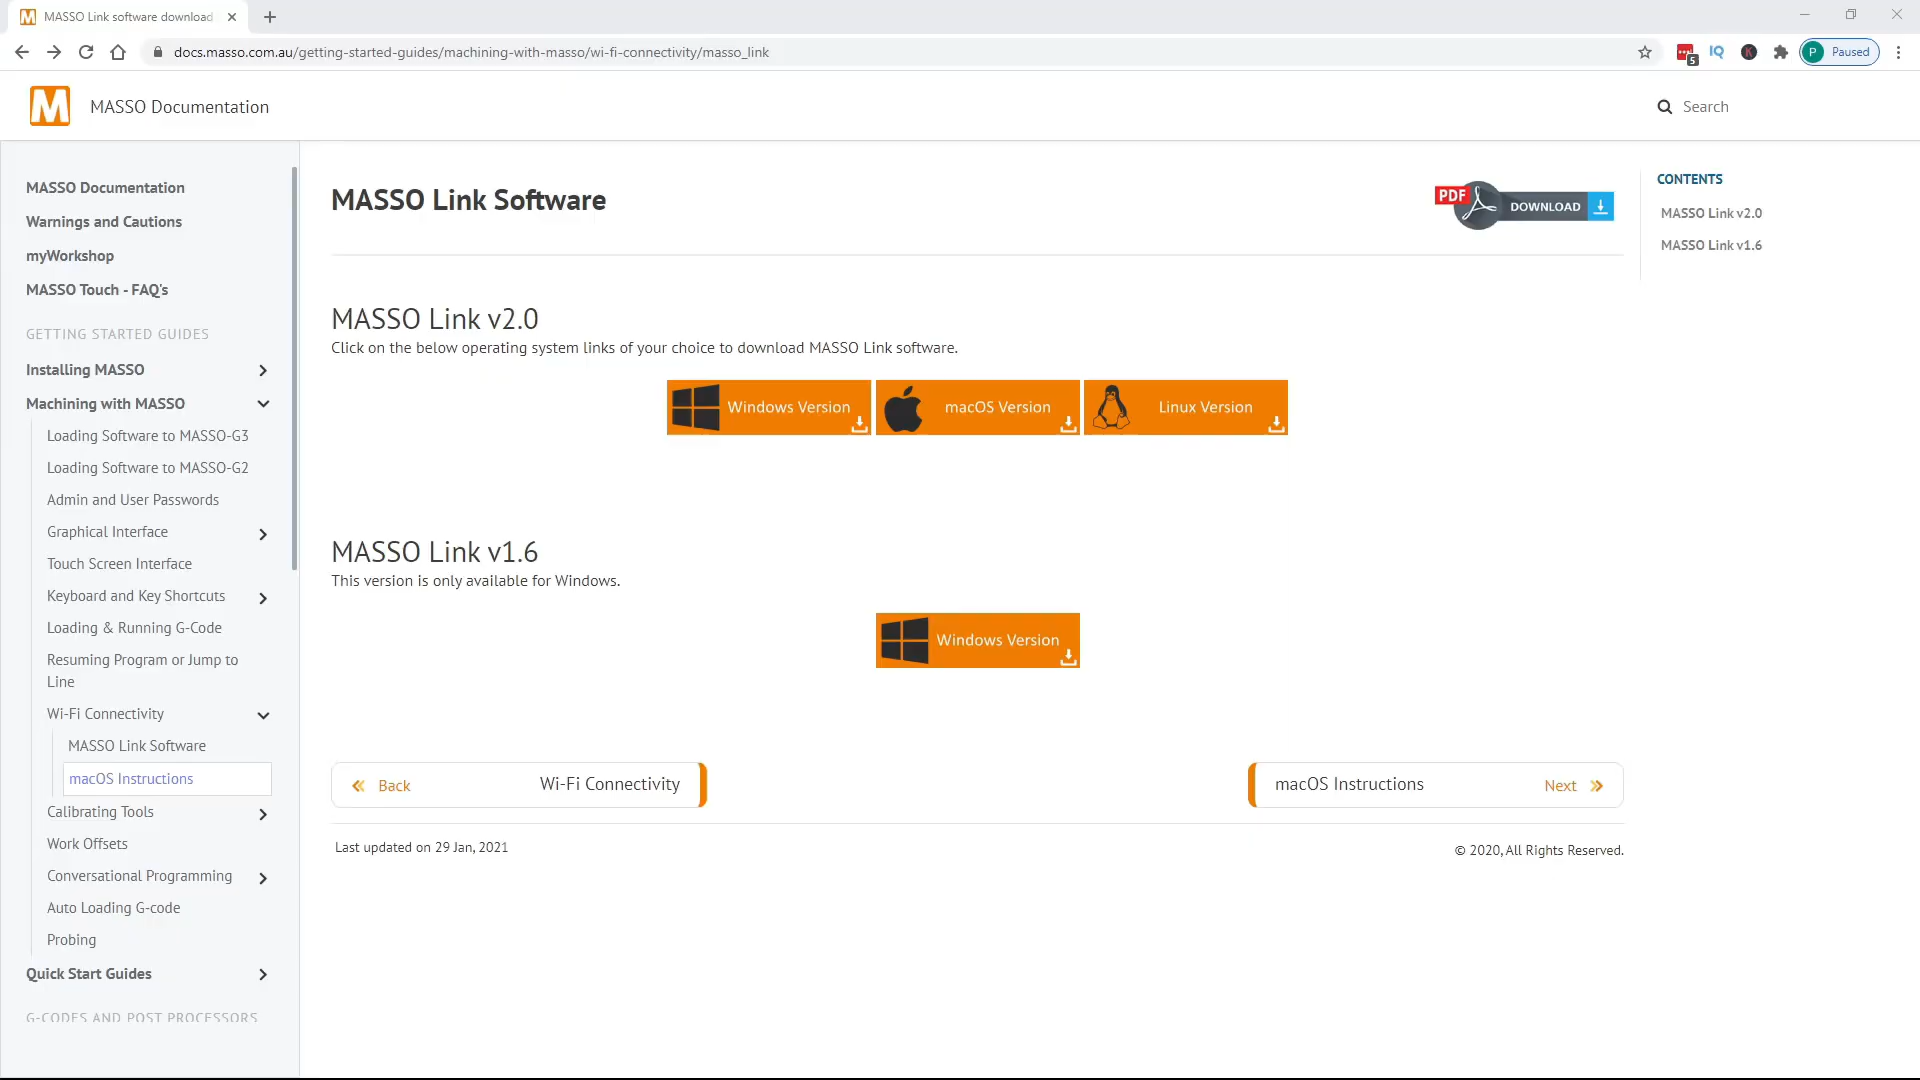 MASSO Link software download
docs.masso.com.au/getting-started-guides/machining-with-masso/wi-fi-connectivity/masso_link
5
IQ
K
P
Paused
M
MASSO Documentation
Search
MASSO Documentation
Warnings and Cautions
myWorkshop
MASSO Touch - FAQ's
GETTING STARTED GUIDES
Installing MASSO
Machining with MASSO
Loading Software to MASSO-G3
Loading Software to MASSO-G2
Admin and User Passwords
Graphical Interface
Touch Screen Interface
Keyboard and Key Shortcuts
Loading & Running G-Code
Resuming Program or Jump to
Line
Wi-Fi Connectivity
MASSO Link Software
macOS Instructions
Calibrating Tools
Work Offsets
Conversational Programming
Auto Loading G-code
Probing
Quick Start Guides
G-CODES AND POST PROCESSORS
MASSO Link Software
PDF
DOWNLOAD
MASSO Link v2.0
Click on the below operating system links of your choice to download MASSO Link software.
Windows Version
macOS Version
Linux Version
MASSO Link v1.6
This version is only available for Windows.
Windows Version
« Back
Wi-Fi Connectivity
macOS Instructions
Next »
Last updated on 29 Jan, 2021
© 2020, All Rights Reserved.
CONTENTS
MASSO Link v2.0
MASSO Link v1.6